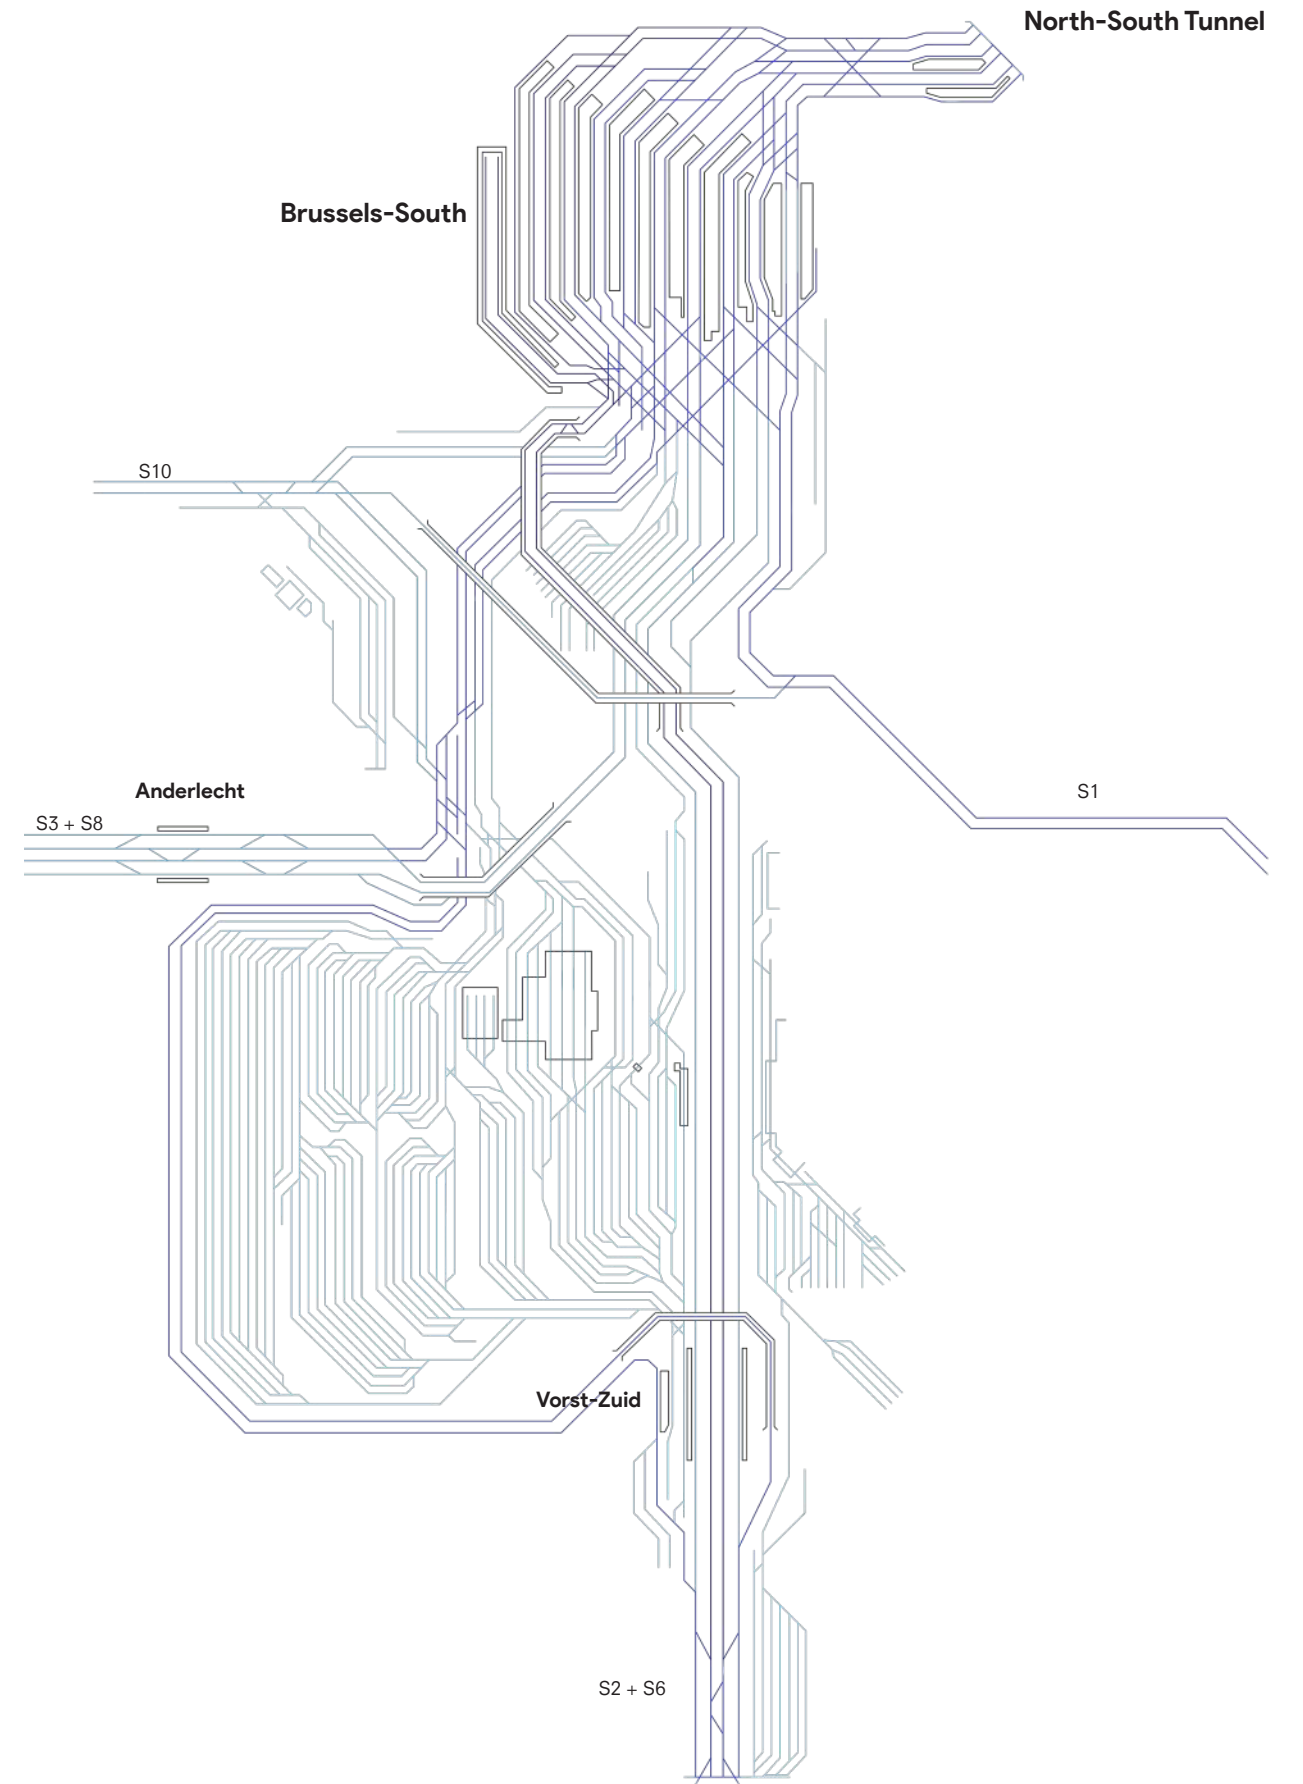 North-South Tunnel
Brussels-South
S10
Anderlecht
S1
S3 + S8
Vorst-Zuid
S2 + S6